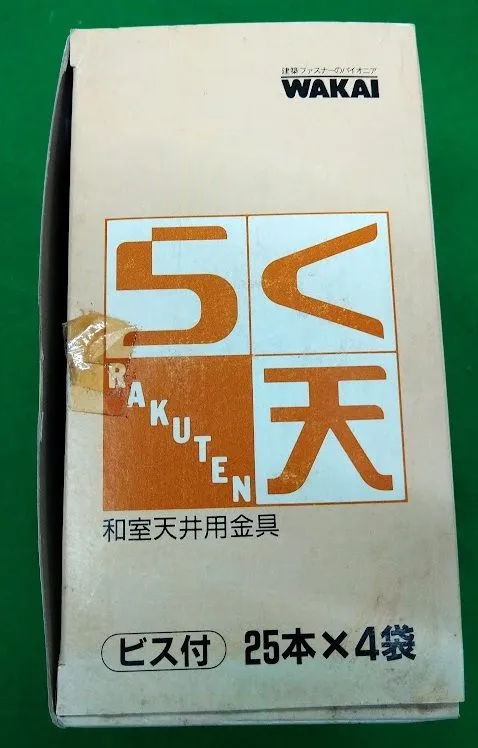 建築ファスナーのパイオニア
WAKAI
らく
天
RAKUTEN
和室天井用金具
ビス付 25本×4袋